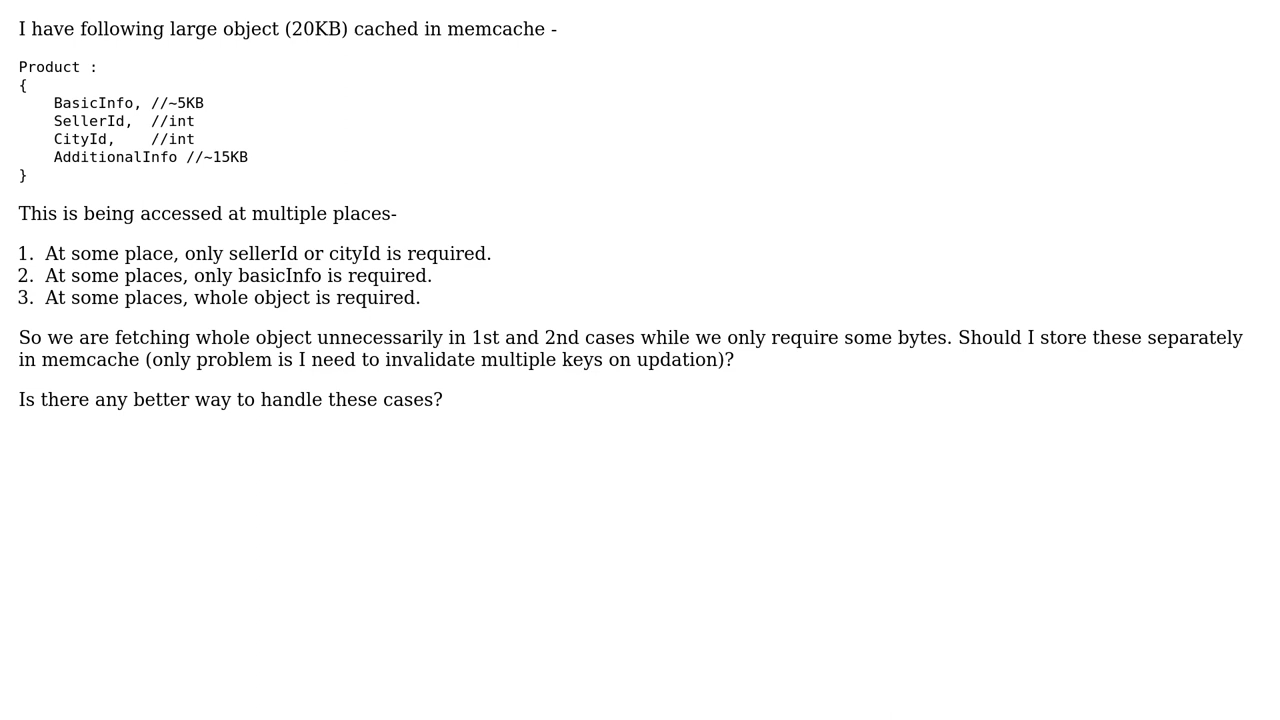 I have following large object (20KB) cached in memcache -
Product :
{
    BasicInfo, //~5KB
    SellerId,  //int
    CityId,    //int
    AdditionalInfo //~15KB
}
This is being accessed at multiple places-
1. At some place, only sellerId or cityId is required.
2. At some places, only basicInfo is required.
3. At some places, whole object is required.
So we are fetching whole object unnecessarily in 1st and 2nd cases while we only require some bytes. Should I store these separately
in memcache (only problem is I need to invalidate multiple keys on updation)?
Is there any better way to handle these cases?